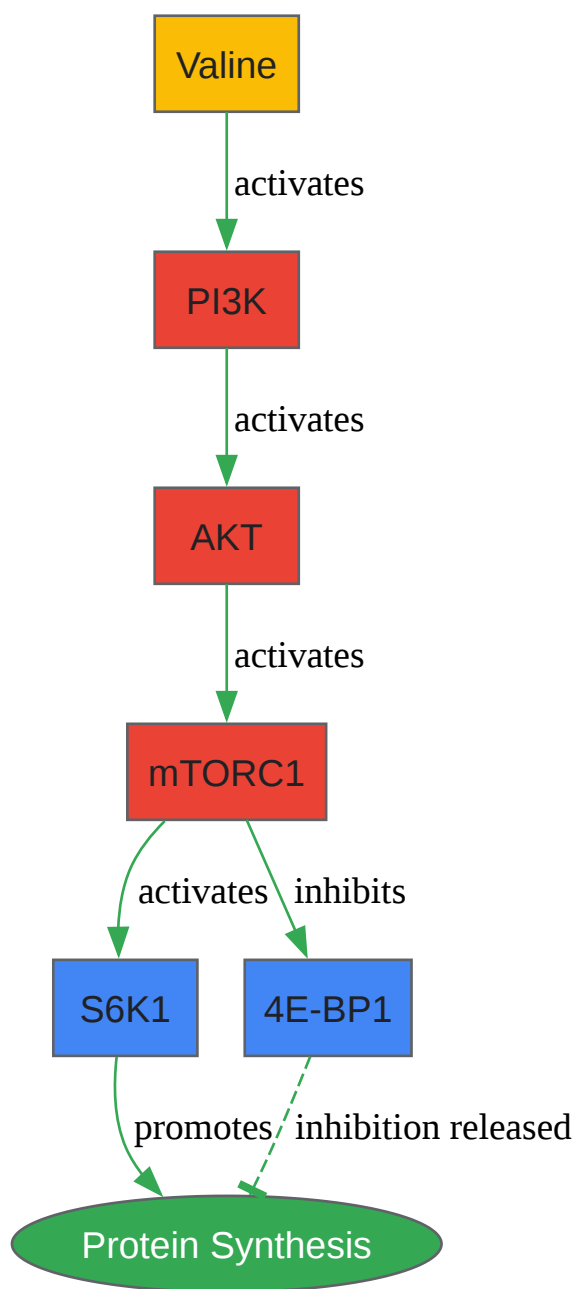 Valine
activates
PI3K
activates
AKT
activates
mTORC1
activates
inhibits
S6K1
4E-BP1
promotes
inhibition released
Protein Synthesis